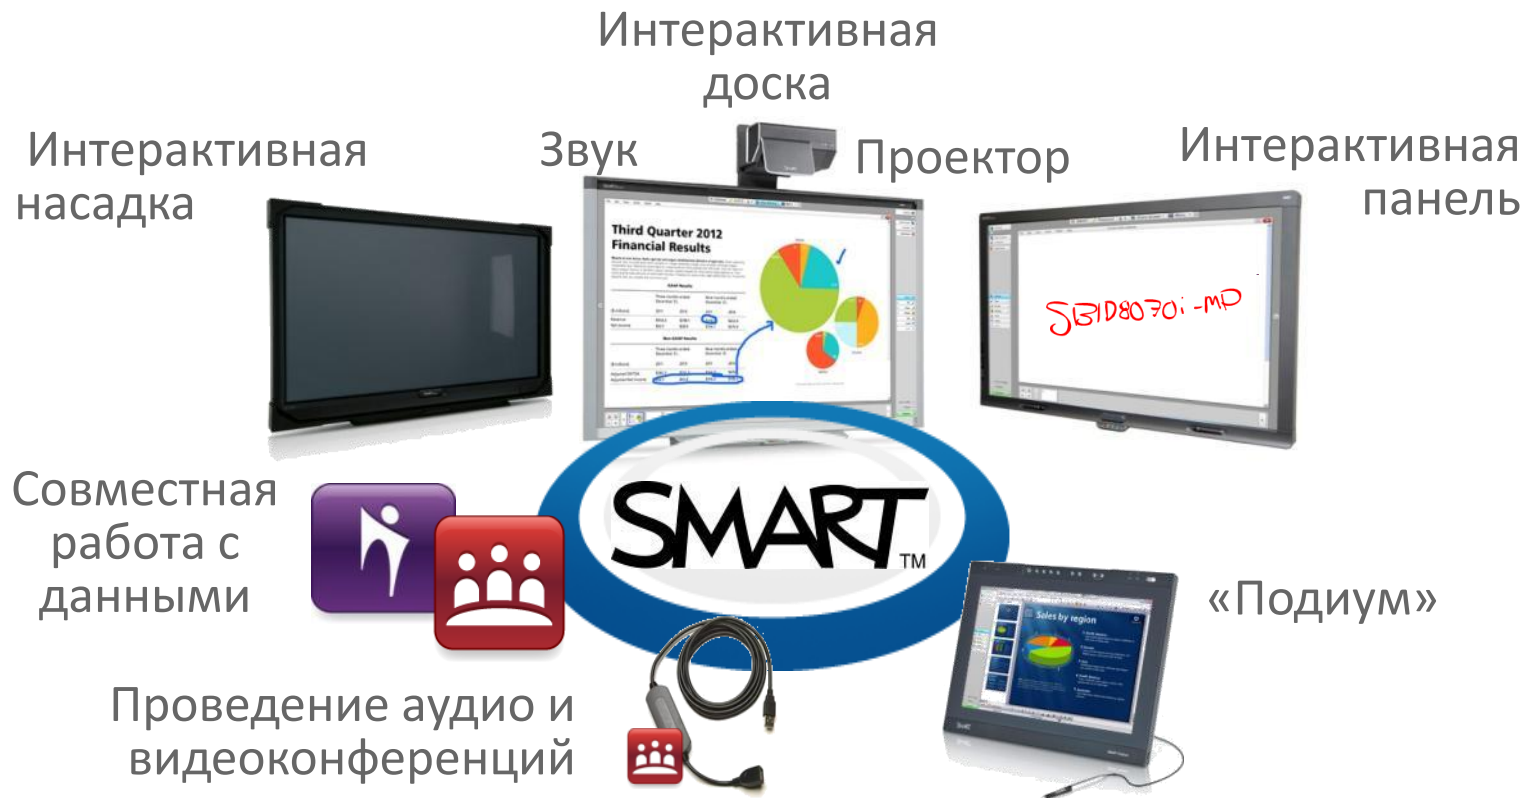 Интерактивная
доска
Интерактивная
насадка
Звук
Проектор
Интерактивная
панель
Third Quarter 2012
Financial Results
SBID8070i-MP
Совместная
работа с
данными
SMART™
Sales by region
«Подиум»
Проведение аудио и
видеоконференций